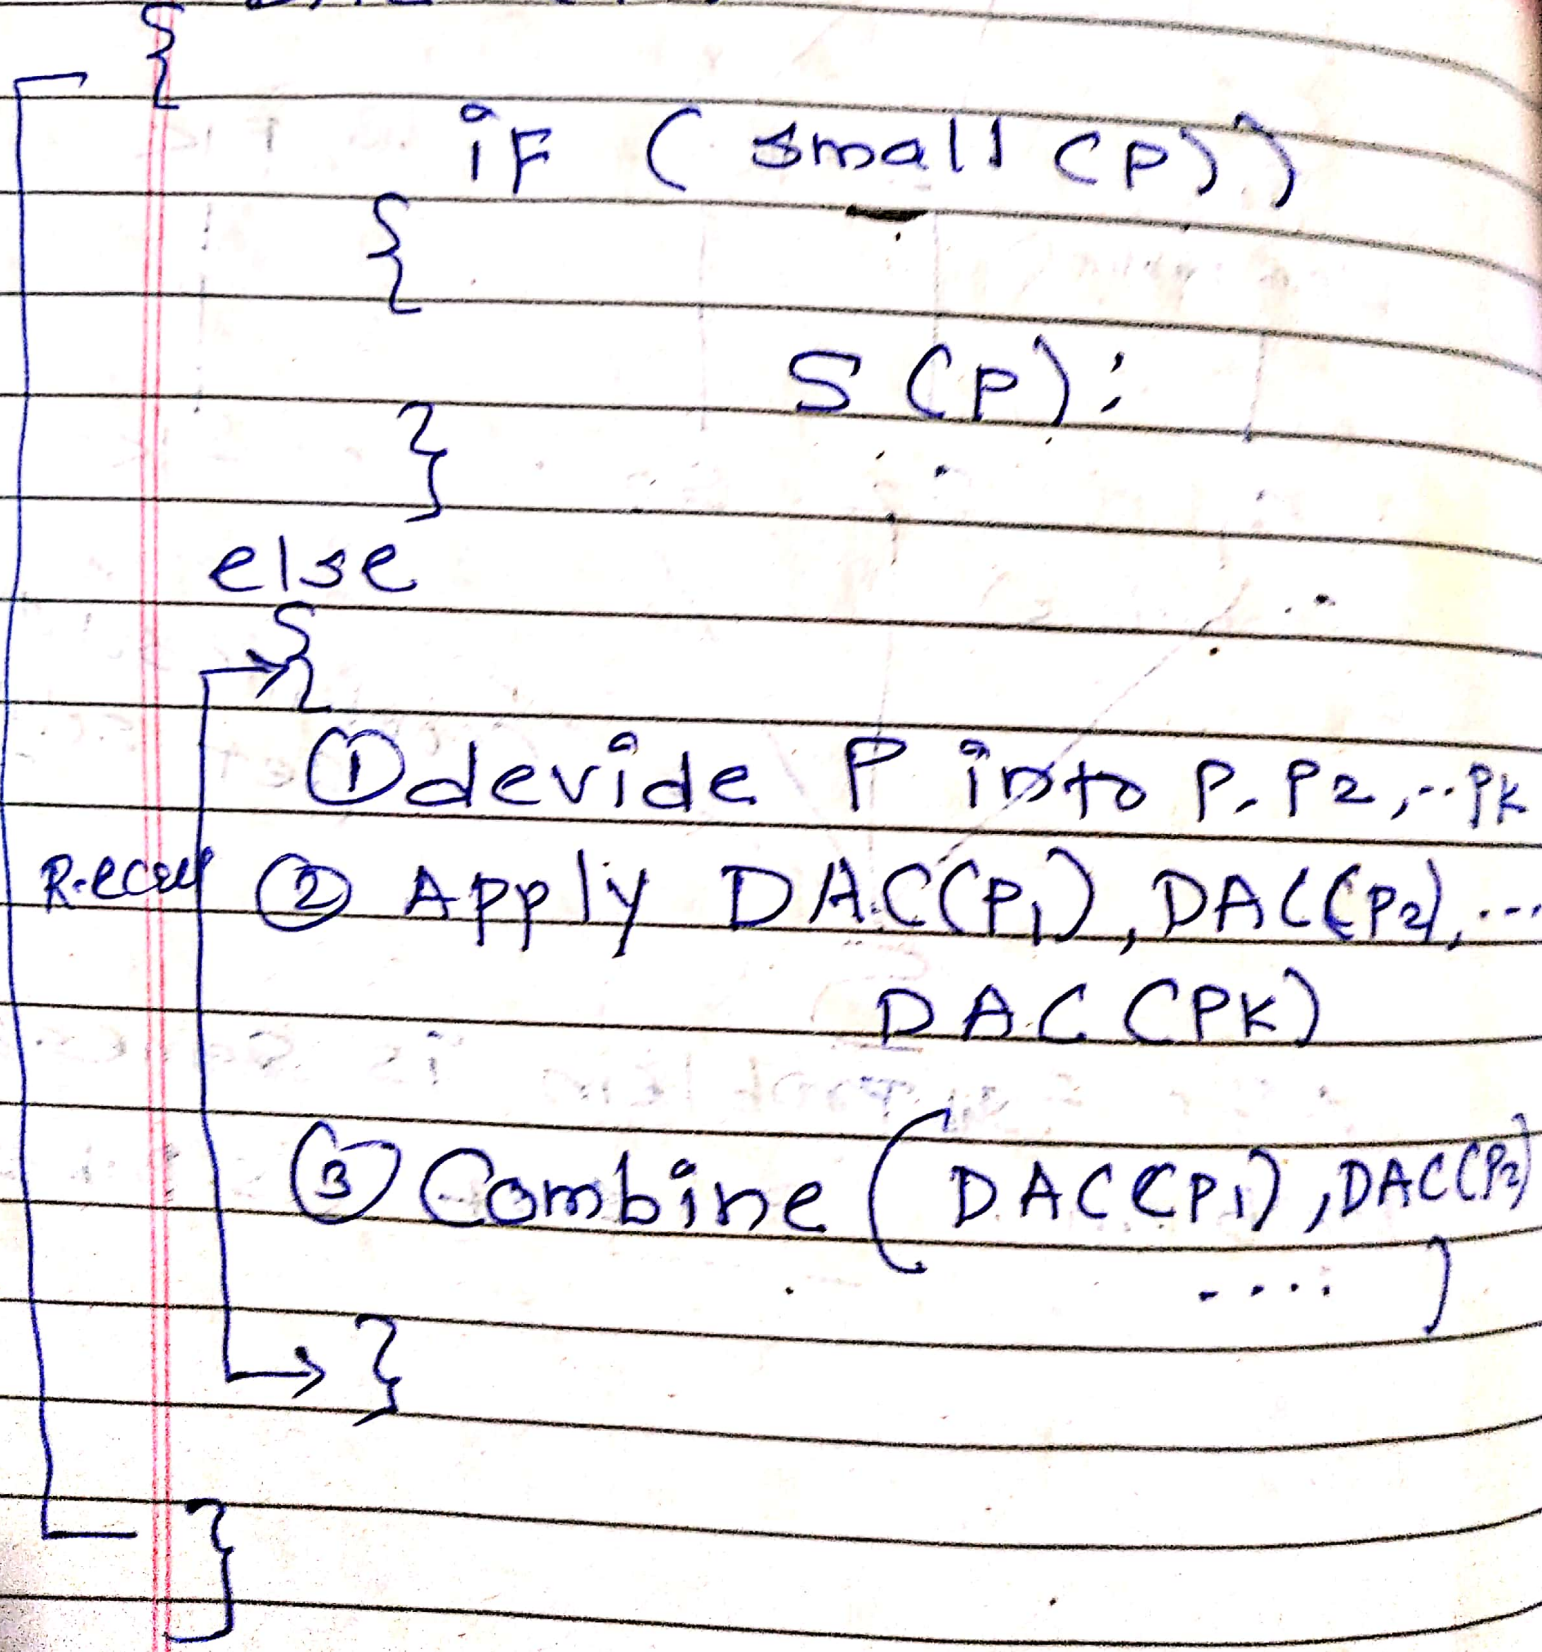 {
if (small (P))
{
S(P);
}
else
{
① devide P into P. P2,..PK
② Apply DAC(P1), DAC(P2),...
DAC (PK)
③ Combine (DAC(P1), DAC(P2)
....)
}
}